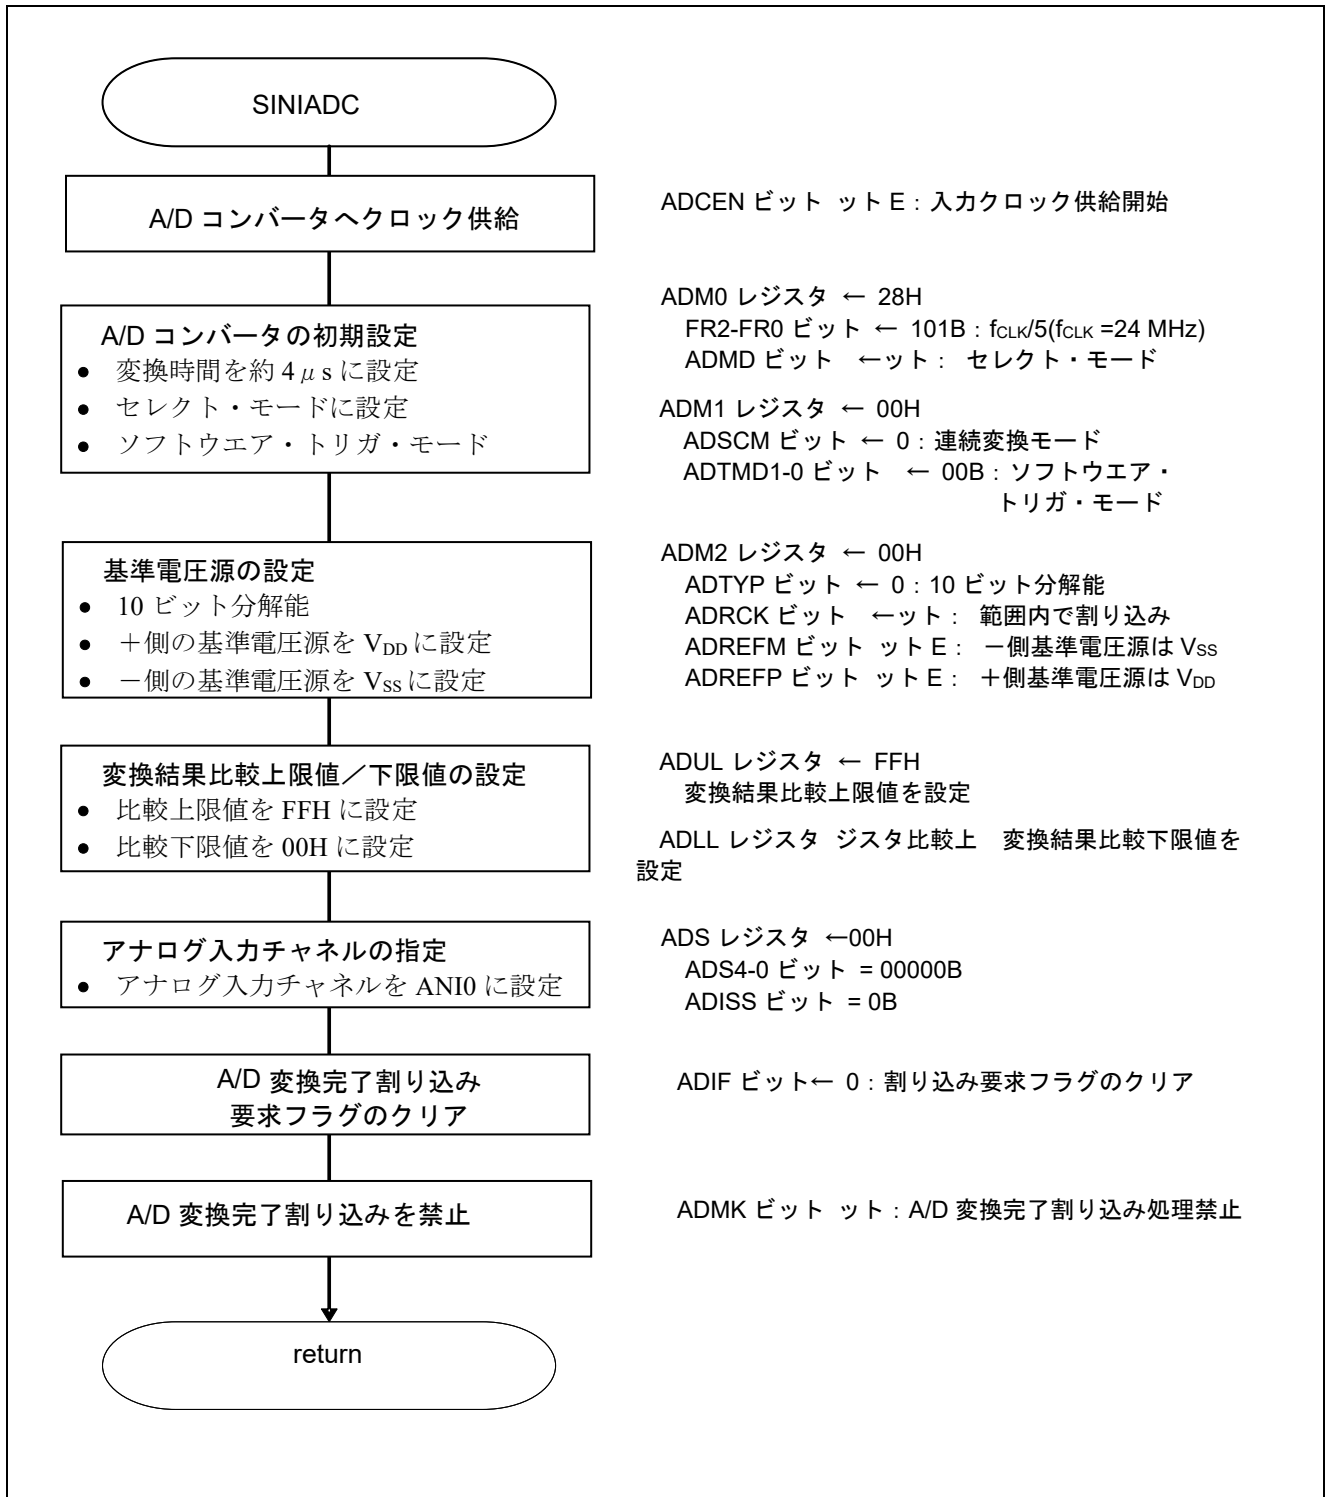 SINIADC
A/D コンバータへクロック供給
ADCEN ビット ットE：入力クロック供給開始
A/D コンバータの初期設定
● 変換時間を約 4μs に設定
● セレクト・モードに設定
● ソフトウエア・トリガ・モード
ADM0 レジスタ ← 28H
FR2-FR0 ビット ← 101B：fCLK/5(fCLK =24 MHz)
ADMD ビット ←ット： セレクト・モード
ADM1 レジスタ ← 00H
ADSCM ビット ← 0：連続変換モード
ADTMD1-0 ビット ← 00B：ソフトウエア・
トリガ・モード
基準電圧源の設定
● 10 ビット分解能
● ＋側の基準電圧源を VDD に設定
● －側の基準電圧源を VSS に設定
ADM2 レジスタ ← 00H
ADTYP ビット ← 0：10 ビット分解能
ADRCK ビット ←ット： 範囲内で割り込み
ADREFM ビット ットE： －側基準電圧源は VSS
ADREFP ビット ットE： ＋側基準電圧源は VDD
変換結果比較上限値／下限値の設定
● 比較上限値を FFH に設定
● 比較下限値を 00H に設定
ADUL レジスタ ← FFH
変換結果比較上限値を設定
ADLL レジスタ ジスタ比較上 変換結果比較下限値を
設定
アナログ入力チャネルの指定
● アナログ入力チャネルを ANI0 に設定
ADS レジスタ ←00H
ADS4-0 ビット = 00000B
ADISS ビット = 0B
A/D 変換完了割り込み
要求フラグのクリア
ADIF ビット← 0：割り込み要求フラグのクリア
A/D 変換完了割り込みを禁止
ADMK ビット ット：A/D 変換完了割り込み処理禁止
return